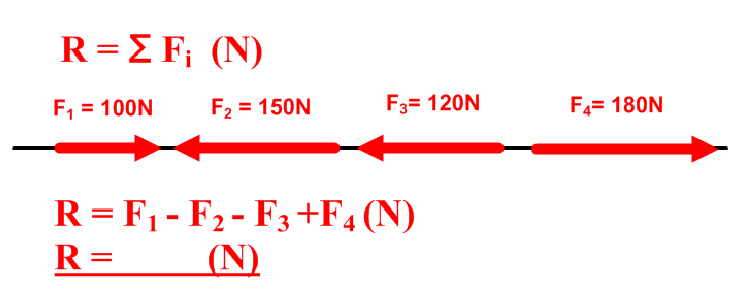 R = Σ Fi (N)
F1 = 100N F2 = 150N F3= 120N F4= 180N
R = F1 - F2 - F3 +F4 (N)
R = (N)